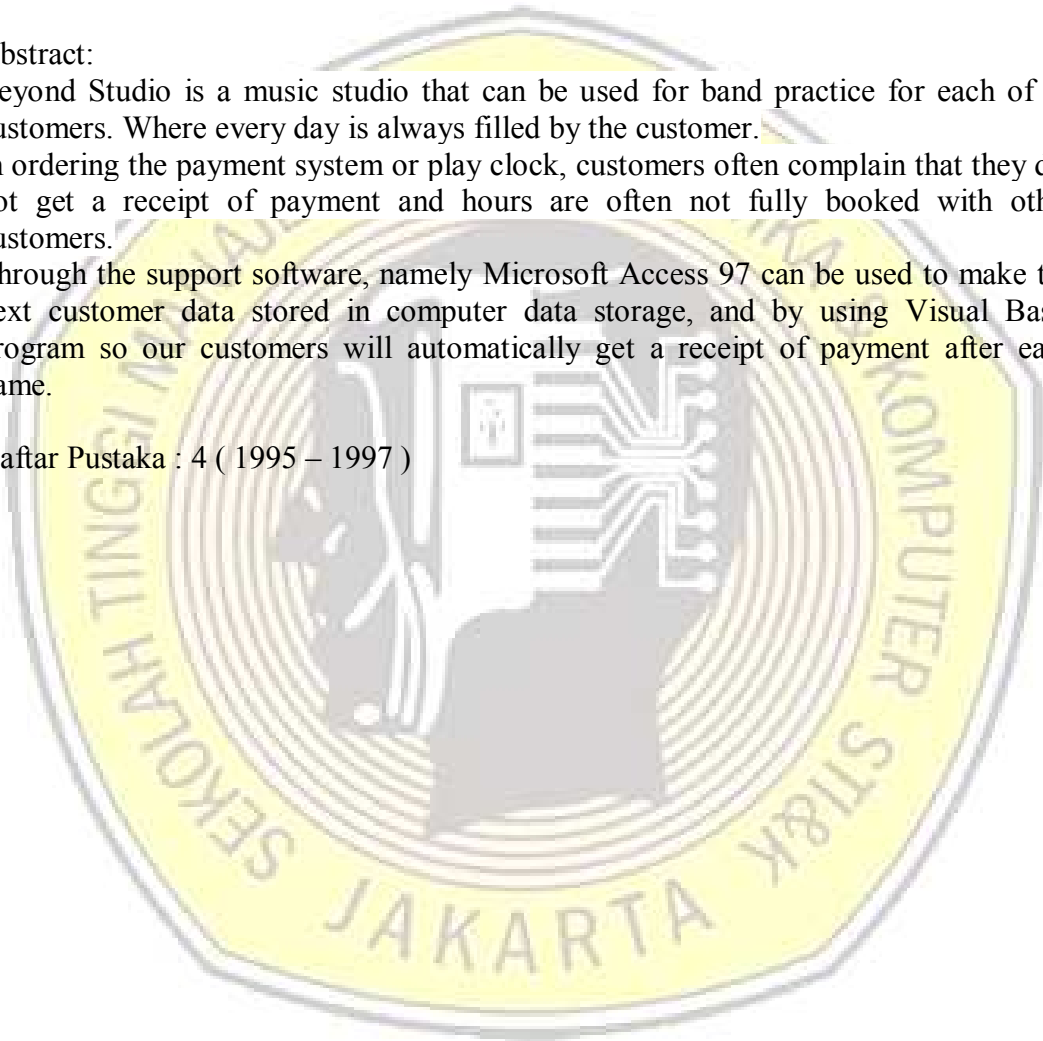 bstract:
eyond Studio is a music studio that can be used for band practice for each of
ustomers. Where every day is always filled by the customer.
n ordering the payment system or play clock, customers often complain that they d
ot get a receipt of payment and hours are often not fully booked with oth
ustomers.
hrough the support software, namely Microsoft Access 97 can be used to make t
ext customer data stored in computer data storage, and by using Visual Bas
rogram so our customers will automatically get a receipt of payment after ea
ame.
aftar Pustaka : 4 ( 1995 – 1997 )
SEKOLAH TINGGI MANAJE IKA & KOMPUTER STI&K
JAKARTA